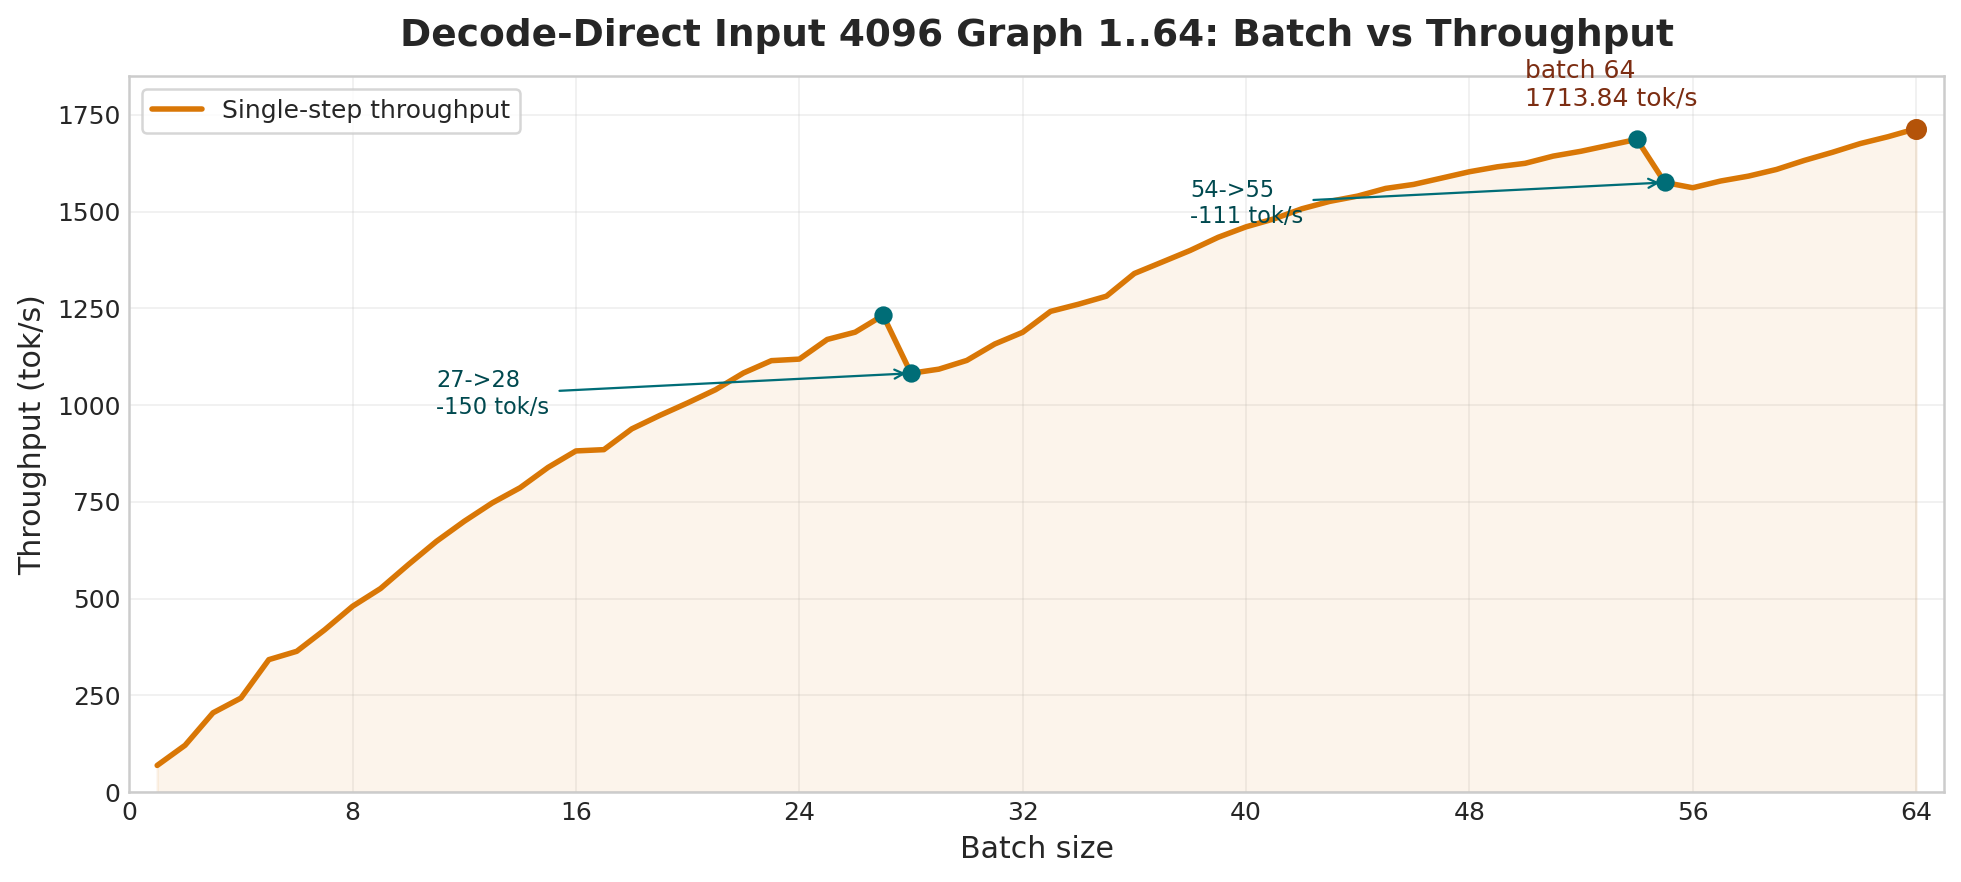 Decode-Direct Input 4096 Graph 1..64: Batch vs Throughput
batch 64
1713.84 tok/s
Single-step throughput
54->55
-111 tok/s
27->28
-150 tok/s
Throughput (tok/s)
1750
1500
1250
1000
750
500
250
0
0 8 16 24 32 40 48 56 64
Batch size